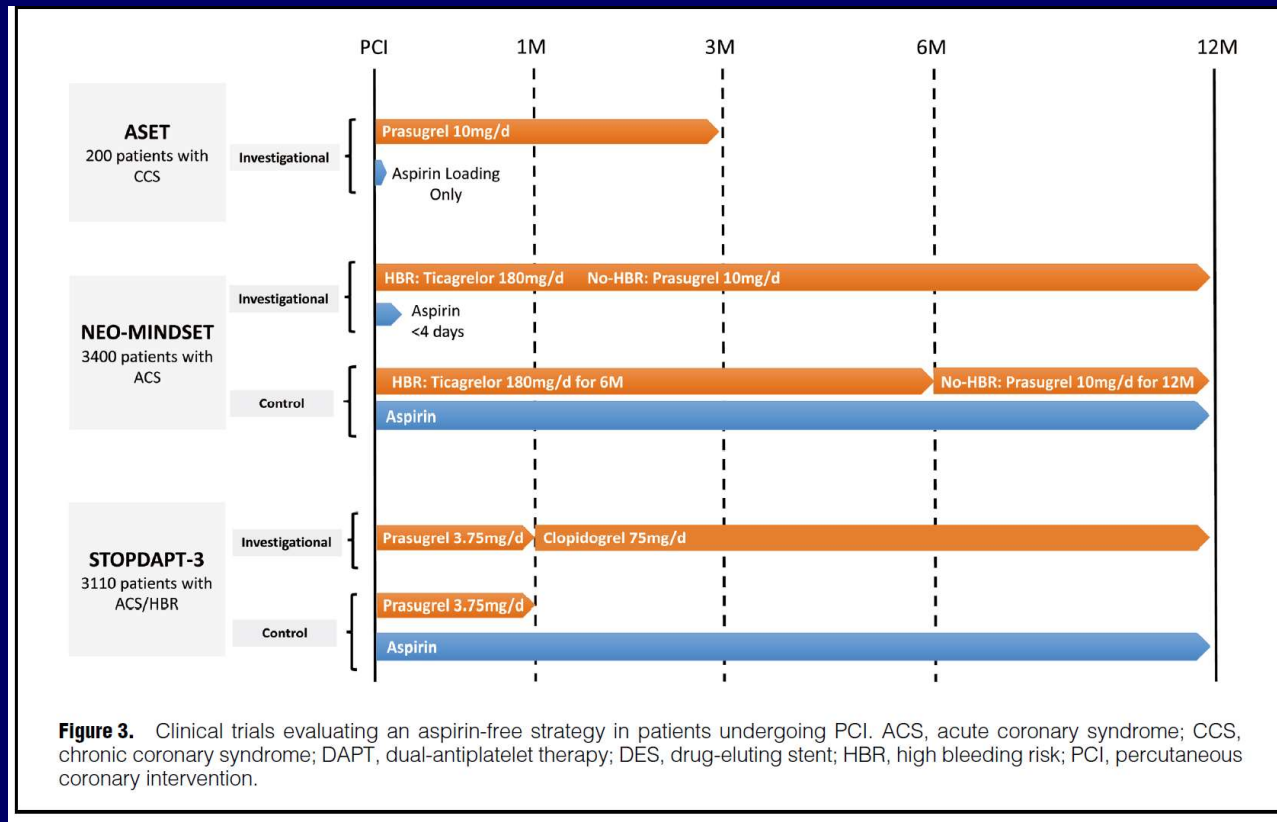 PCI 1M 3M 6M 12M
ASET
200 patients with
CCS
Investigational
Prasugrel 10mg/d
Aspirin Loading
Only
NEO-MINDSET
3400 patients with
ACS
Investigational
HBR: Ticagrelor 180mg/d No-HBR: Prasugrel 10mg/d
Aspirin
<4 days
Control
HBR: Ticagrelor 180mg/d for 6M No-HBR: Prasugrel 10mg/d for 12M
Aspirin
STOPDAPT-3
3110 patients with
ACS/HBR
Investigational
Prasugrel 3.75mg/d Clopidogrel 75mg/d
Control
Prasugrel 3.75mg/d
Aspirin
Figure 3. Clinical trials evaluating an aspirin-free strategy in patients undergoing PCI. ACS, acute coronary syndrome; CCS,
chronic coronary syndrome; DAPT, dual-antiplatelet therapy; DES, drug-eluting stent; HBR, high bleeding risk; PCI, percutaneous
coronary intervention.